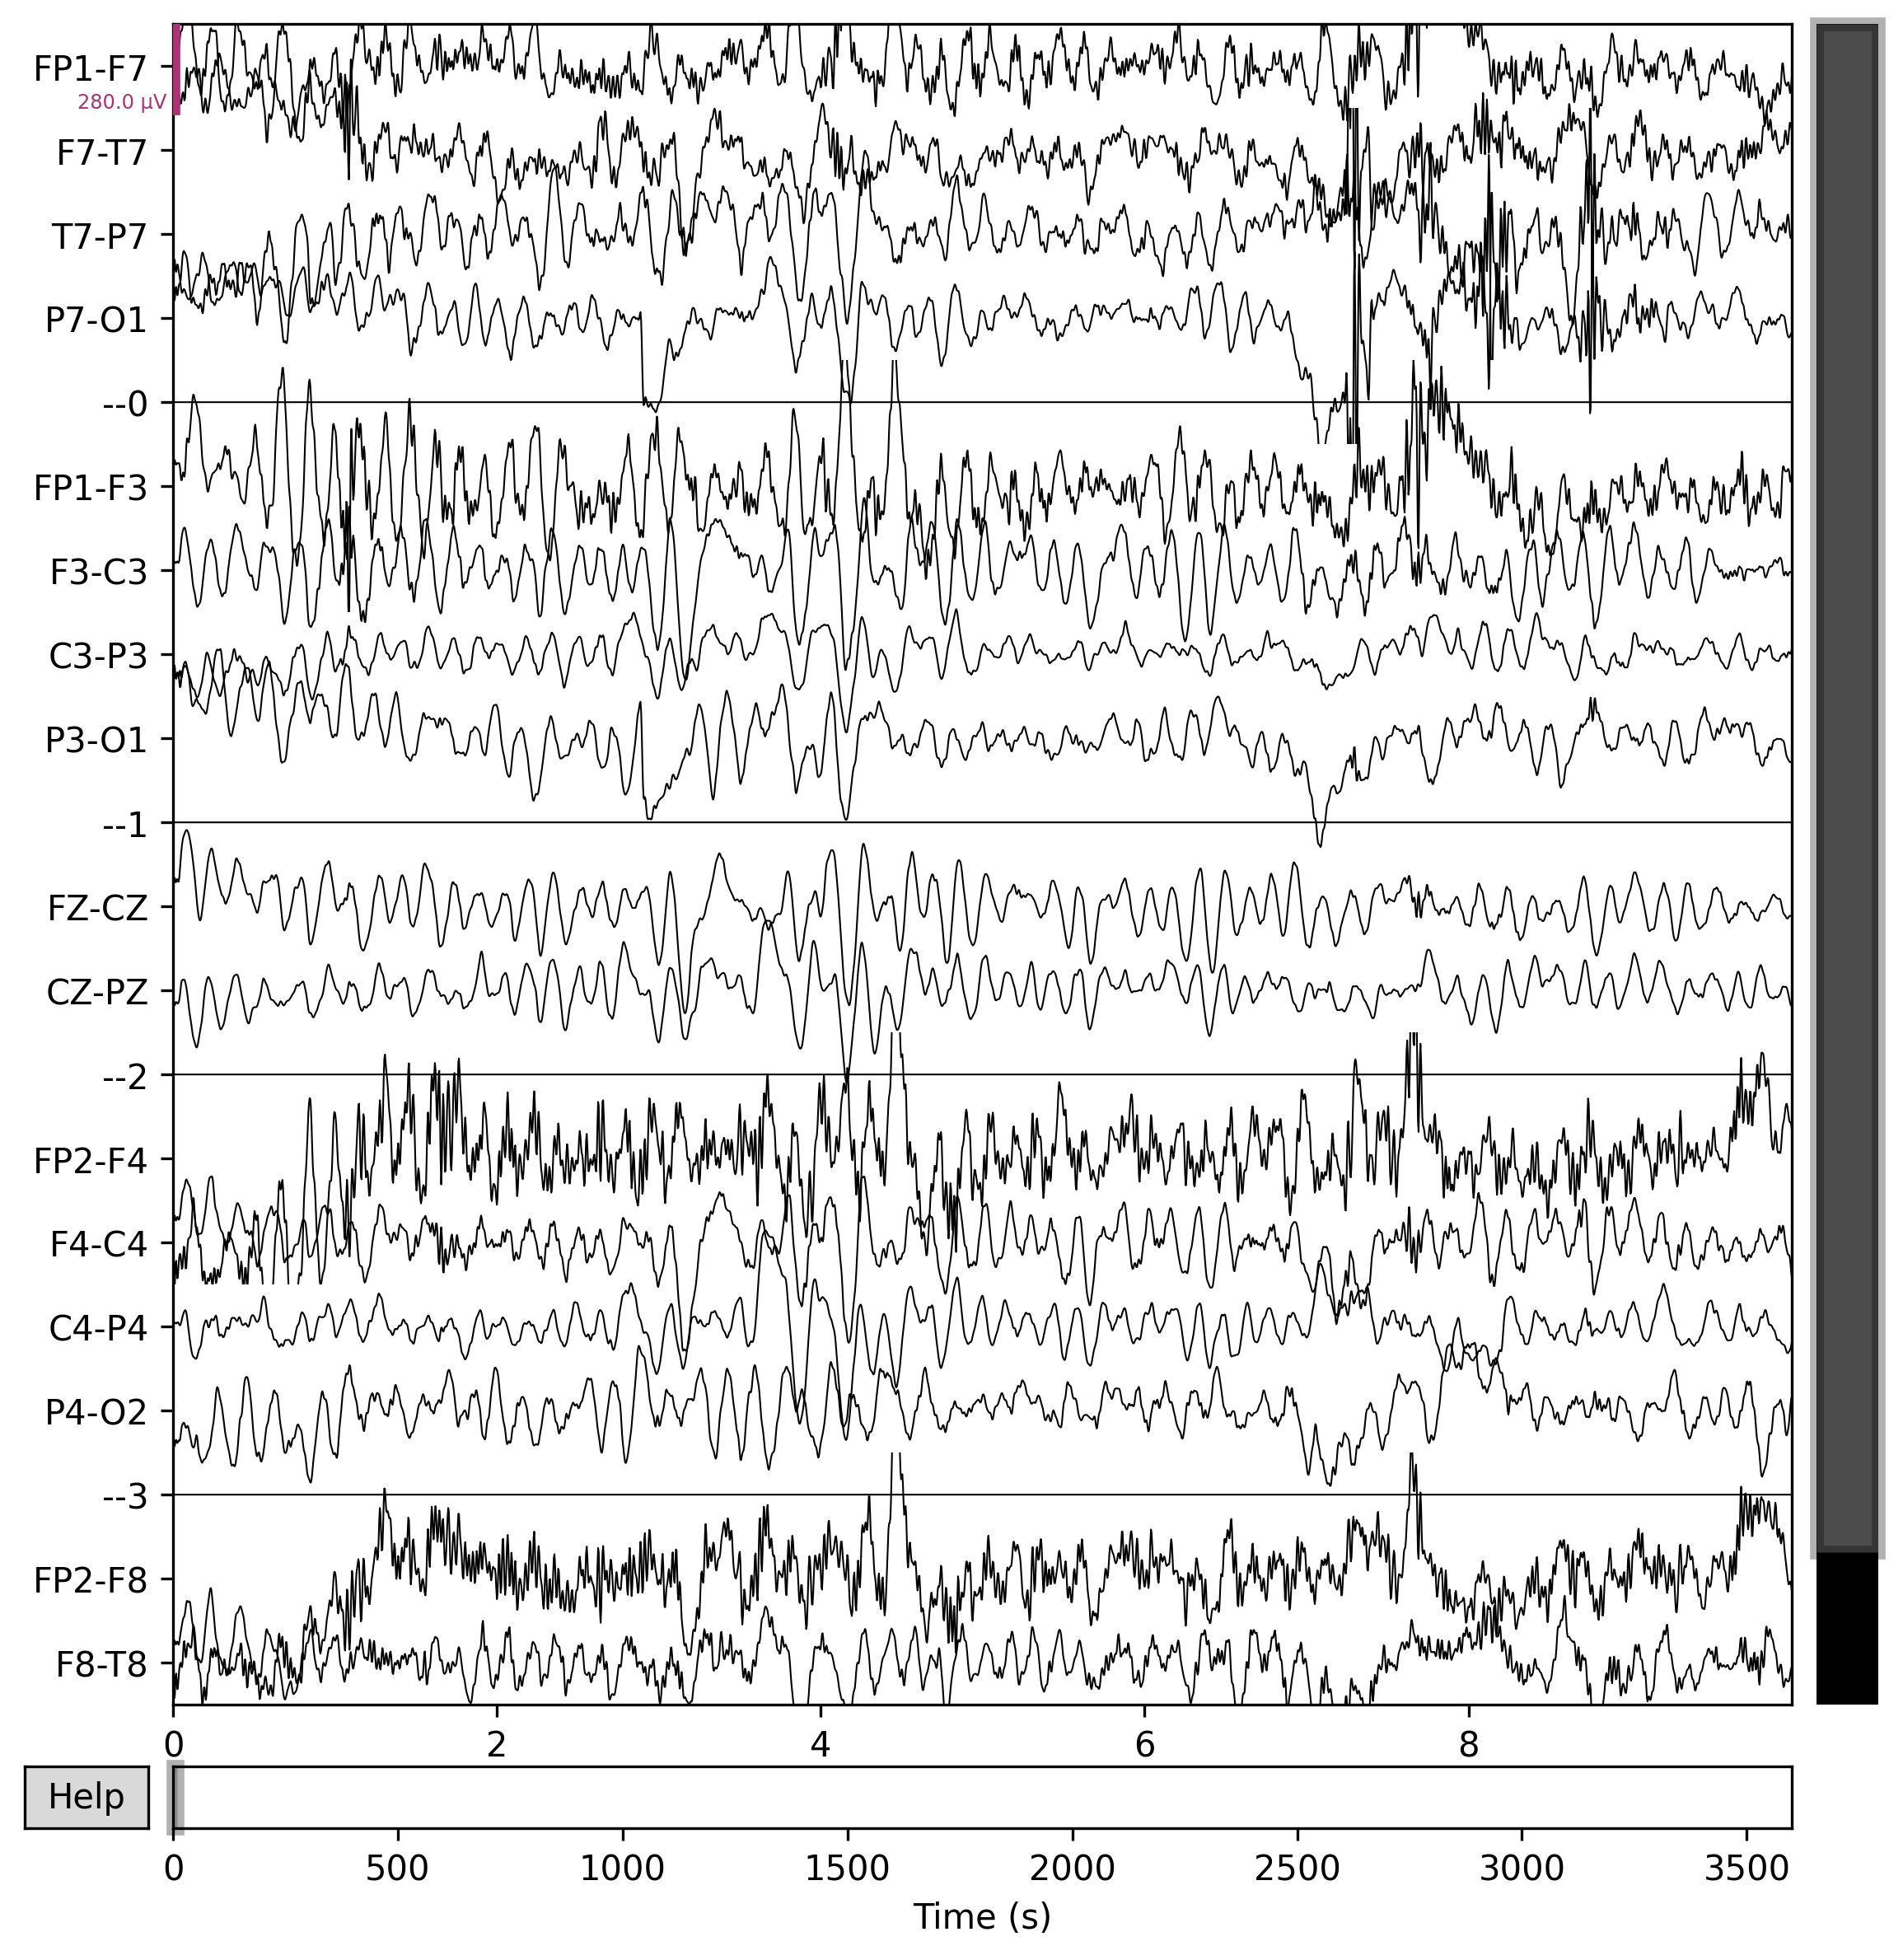 FP1-F7
280.0 µV
F7-T7
T7-P7
P7-O1
--0
FP1-F3
F3-C3
C3-P3
P3-O1
--1
FZ-CZ
CZ-PZ
--2
FP2-F4
F4-C4
C4-P4
P4-O2
--3
FP2-F8
F8-T8
0 2 4 6 8
Help
0 500 1000 1500 2000 2500 3000 3500
Time (s)